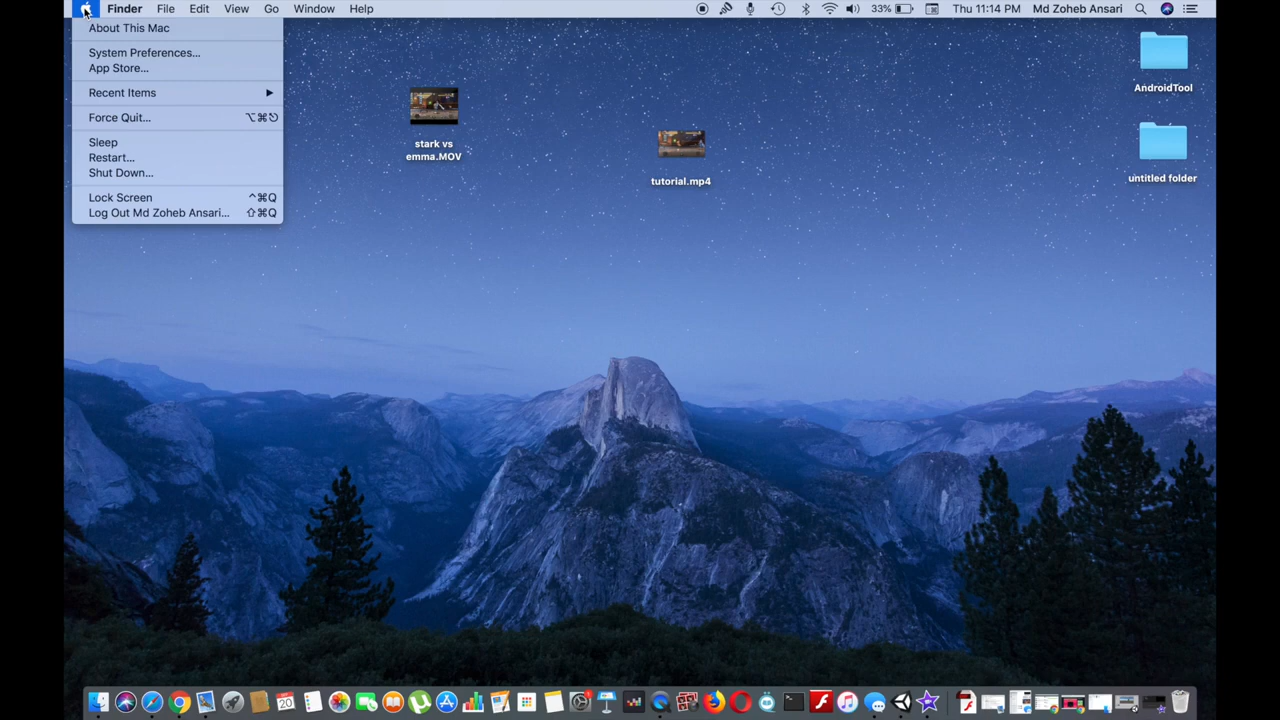 Finder File Edit View Go Window Help 33% Thu 11:14 PM Md Zoheb Ansari
About This Mac
System Preferences...
App Store...
Recent Items
Force Quit... ⌥⌘⎋
Sleep
Restart...
Shut Down...
Lock Screen ^⌘Q
Log Out Md Zoheb Ansari... ⇧⌘Q
stark vs
emma.MOV
tutorial.mp4
AndroidTool
untitled folder
20